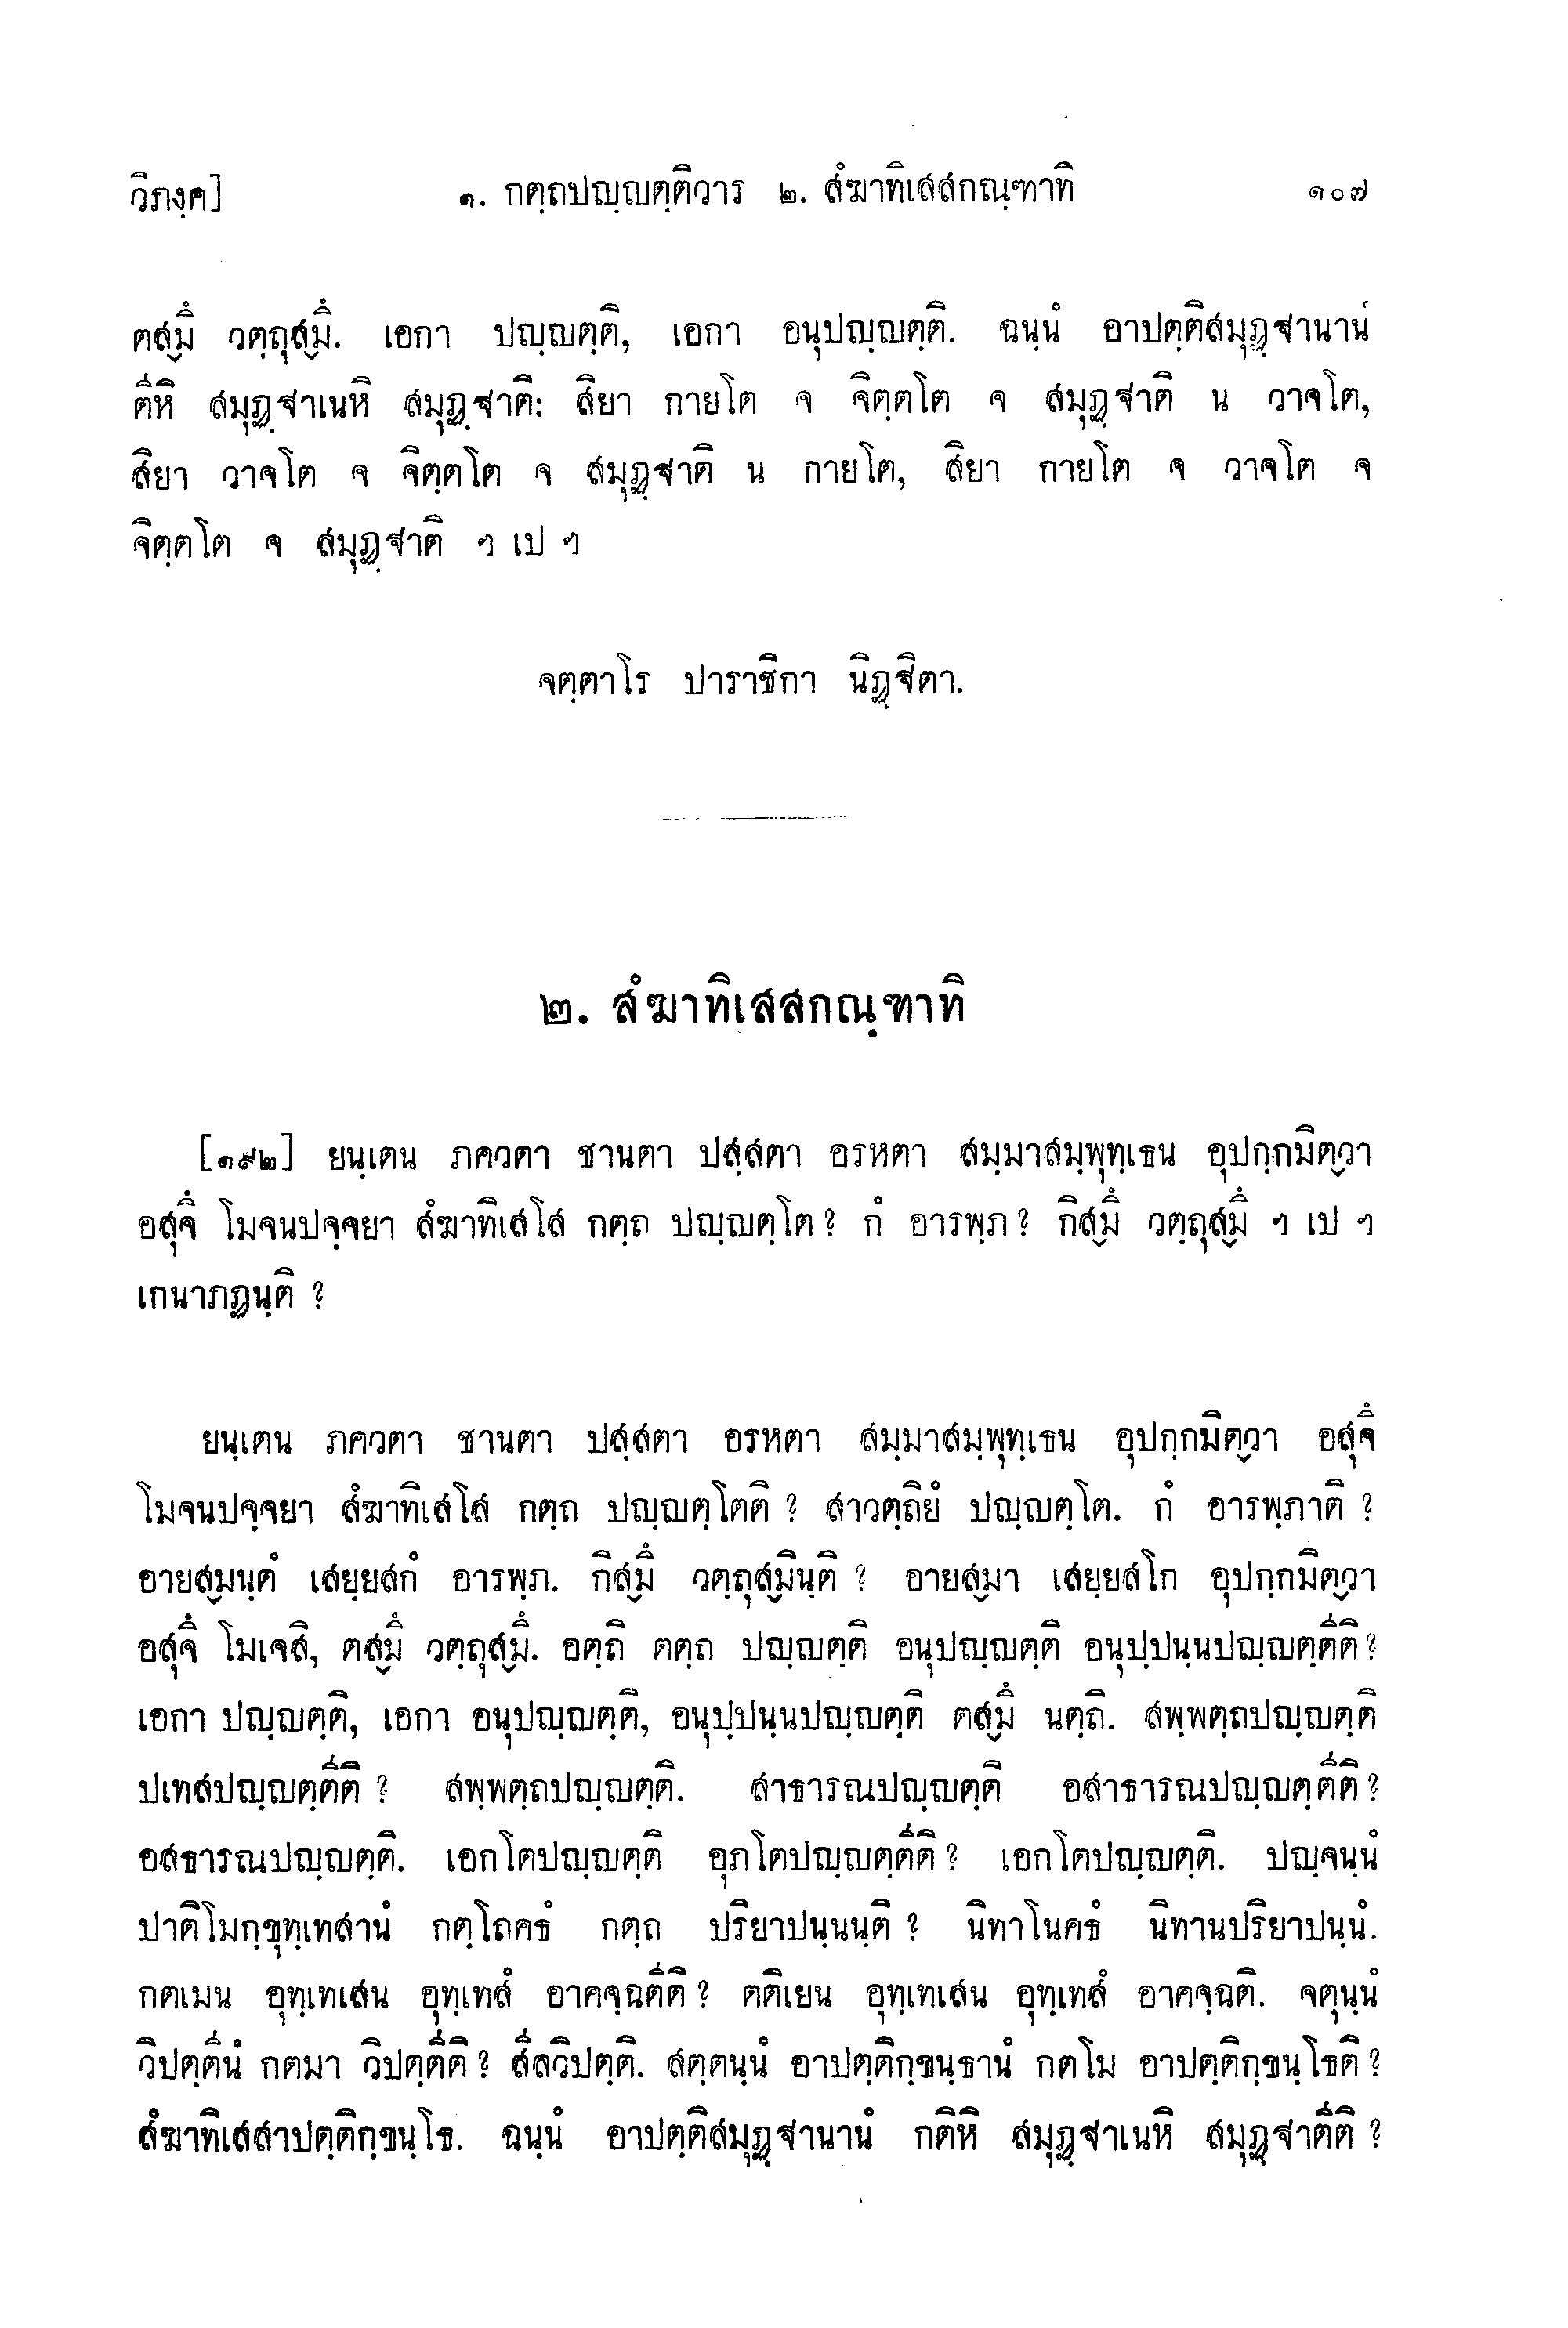 วิภงฺค]
๑. กตฺถปญฺญตฺติวาร ๒. สํฆาทิเสสกณฺฑาทิ
๑๐๗
ตสฺมึ วตฺถุสฺมึ. เอกา ปญฺญตฺติ, เอกา อนุปญฺญตฺติ. ฉนฺนํ อาปตฺติสมุฏฺฐานานํ
ตีหิ สมุฏฺฐาเนหิ สมุฏฺฐาติ: สิยา กายโต จ จิตฺตโต จ สมุฏฺฐาติ น วาจโต,
สิยา วาจโต จ จิตฺตโต จ สมุฏฺฐาติ น กายโต, สิยา กายโต จ วาจโต จ
จิตฺตโต จ สมุฏฺฐาติ ฯ เป ฯ
จตฺตาโร ปาราชิกา นิฏฺฐิตา.
๒. สํฆาทิเสสกณฺฑาทิ
[๑๙๒] ยนฺเตน ภควตา ชานตา ปสฺสตา อรหตา สมฺมาสมฺพุทฺเธน อุปกฺกมิตฺวา
อสุจึ โมจนปจฺจยา สํฆาทิเสโส กตฺถ ปญฺญตฺโต? กํ อารพฺภ? กิสฺมึ วตฺถุสฺมึ ฯ เป ฯ
เกนาภฏนฺติ ?
ยนฺเตน ภควตา ชานตา ปสฺสตา อรหตา สมฺมาสมฺพุทฺเธน อุปกฺกมิตฺวา อสุจึ
โมจนปจฺจยา สํฆาทิเสโส กตฺถ ปญฺญตฺโตติ ? สาวตฺถิยํ ปญฺญตฺโต. กํ อารพฺภาติ ?
อายสฺมนฺตํ เสยฺยสกํ อารพฺภ. กิสฺมึ วตฺถุสฺมินฺติ ? อายสฺมา เสยฺยสโก อุปกฺกมิตฺวา
อสุจึ โมเจสิ, ตสฺมึ วตฺถุสฺมึ. อตฺถิ ตตฺถ ปญฺญตฺติ อนุปญฺญตฺติ อนุปฺปนฺนปญฺญตฺตีติ?
เอกา ปญฺญตฺติ, เอกา อนุปญฺญตฺติ, อนุปฺปนฺนปญฺญตฺติ ตสฺมึ นตฺถิ. สพฺพตฺถปญฺญตฺติ
ปเทสปญฺญตฺตีติ ? สพฺพตฺถปญฺญตฺติ. สาธารณปญฺญตฺติ อสาธารณปญฺญตฺตีติ?
อสธารณปญฺญตฺติ. เอกโตปญฺญตฺติ อุภโตปญฺญตฺตีติ? เอกโตปญฺญตฺติ. ปญฺจนฺนํ
ปาติโมกฺขุทฺเทสานํ กตฺโถคธํ กตฺถ ปริยาปนฺนนฺติ ? นิทาโนคธํ นิทานปริยาปนฺนํ.
กตเมน อุทฺเทเสน อุทฺเทสํ อาคจฺฉตีติ? ตติเยน อุทฺเทเสน อุทฺเทสํ อาคจฺฉติ. จตุนฺนํ
วิปตฺตีนํ กตมา วิปตฺตีติ? สีลวิปตฺติ. สตฺตนฺนํ อาปตฺติกฺขนฺธานํ กตโม อาปตฺติกฺขนฺโธติ?
สํฆาทิเสสาปตฺติกฺขนฺโธ. ฉนฺนํ อาปตฺติสมุฏฺฐานานํ กติหิ สมุฏฺฐาเนหิ สมุฏฺฐาตีติ ?